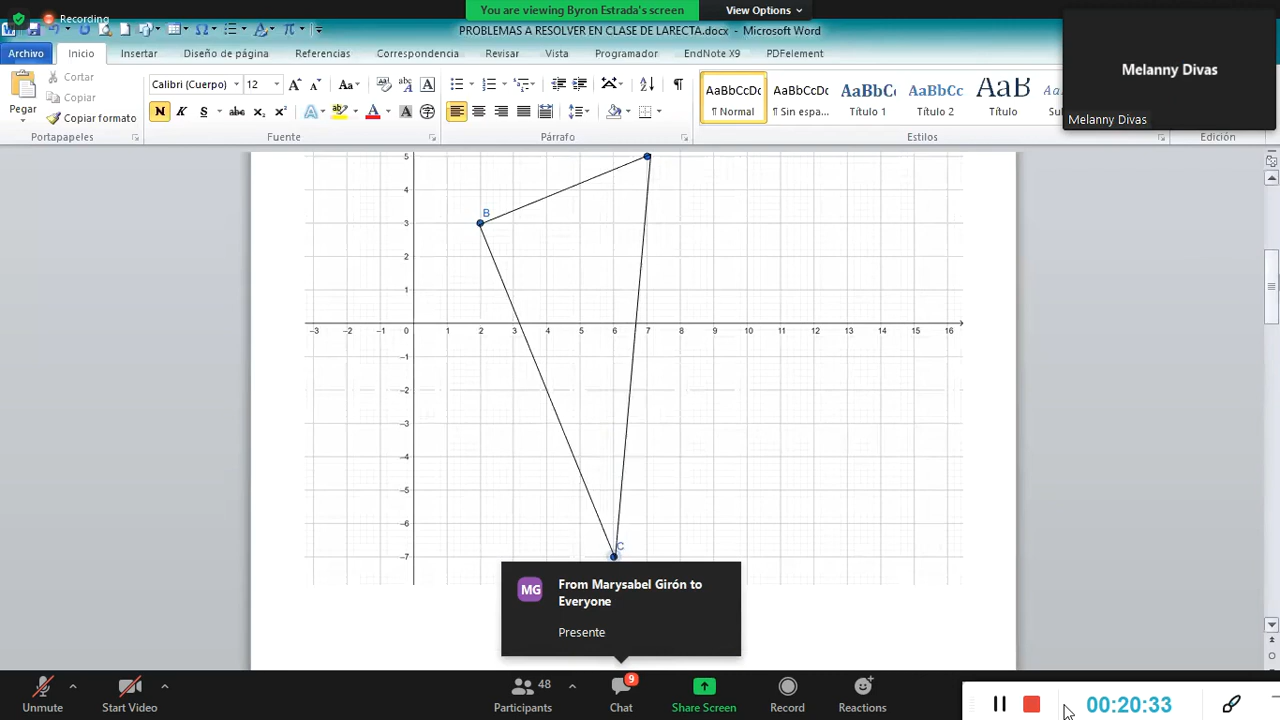 Recording
You are viewing Byron Estrada's screen
View Options
PROBLEMAS A RESOLVER EN CLASE DE LARECTA.docx - Microsoft Word
Archivo Inicio Insertar Diseño de página Referencias Correspondencia Revisar Vista Programador EndNote X9 PDFelement
Melanny Divas
Melanny Divas
Pegar
Cortar
Copiar
Copiar formato
Portapapeles
Calibri (Cuerpo) 12
N K S abc x₂ x²
Fuente
Párrafo
AaBbCcDc AaBbCcDc AaBbCc AaBbCc AaB AaBb
¶ Normal ¶ Sin espa... Título 1 Título 2 Título
Estilos
Edición
5
4
B
3
2
1
–3 –2 –1 0 1 2 3 4 5 6 7 8 9 10 11 12 13 14 15 16
–1
–2
–3
–4
–5
–6
–7
C
MG
From Marysabel Girón to
Everyone
Presente
Unmute
Start Video
48
Participants
9
Chat
Share Screen
Record
Reactions
00:20:33